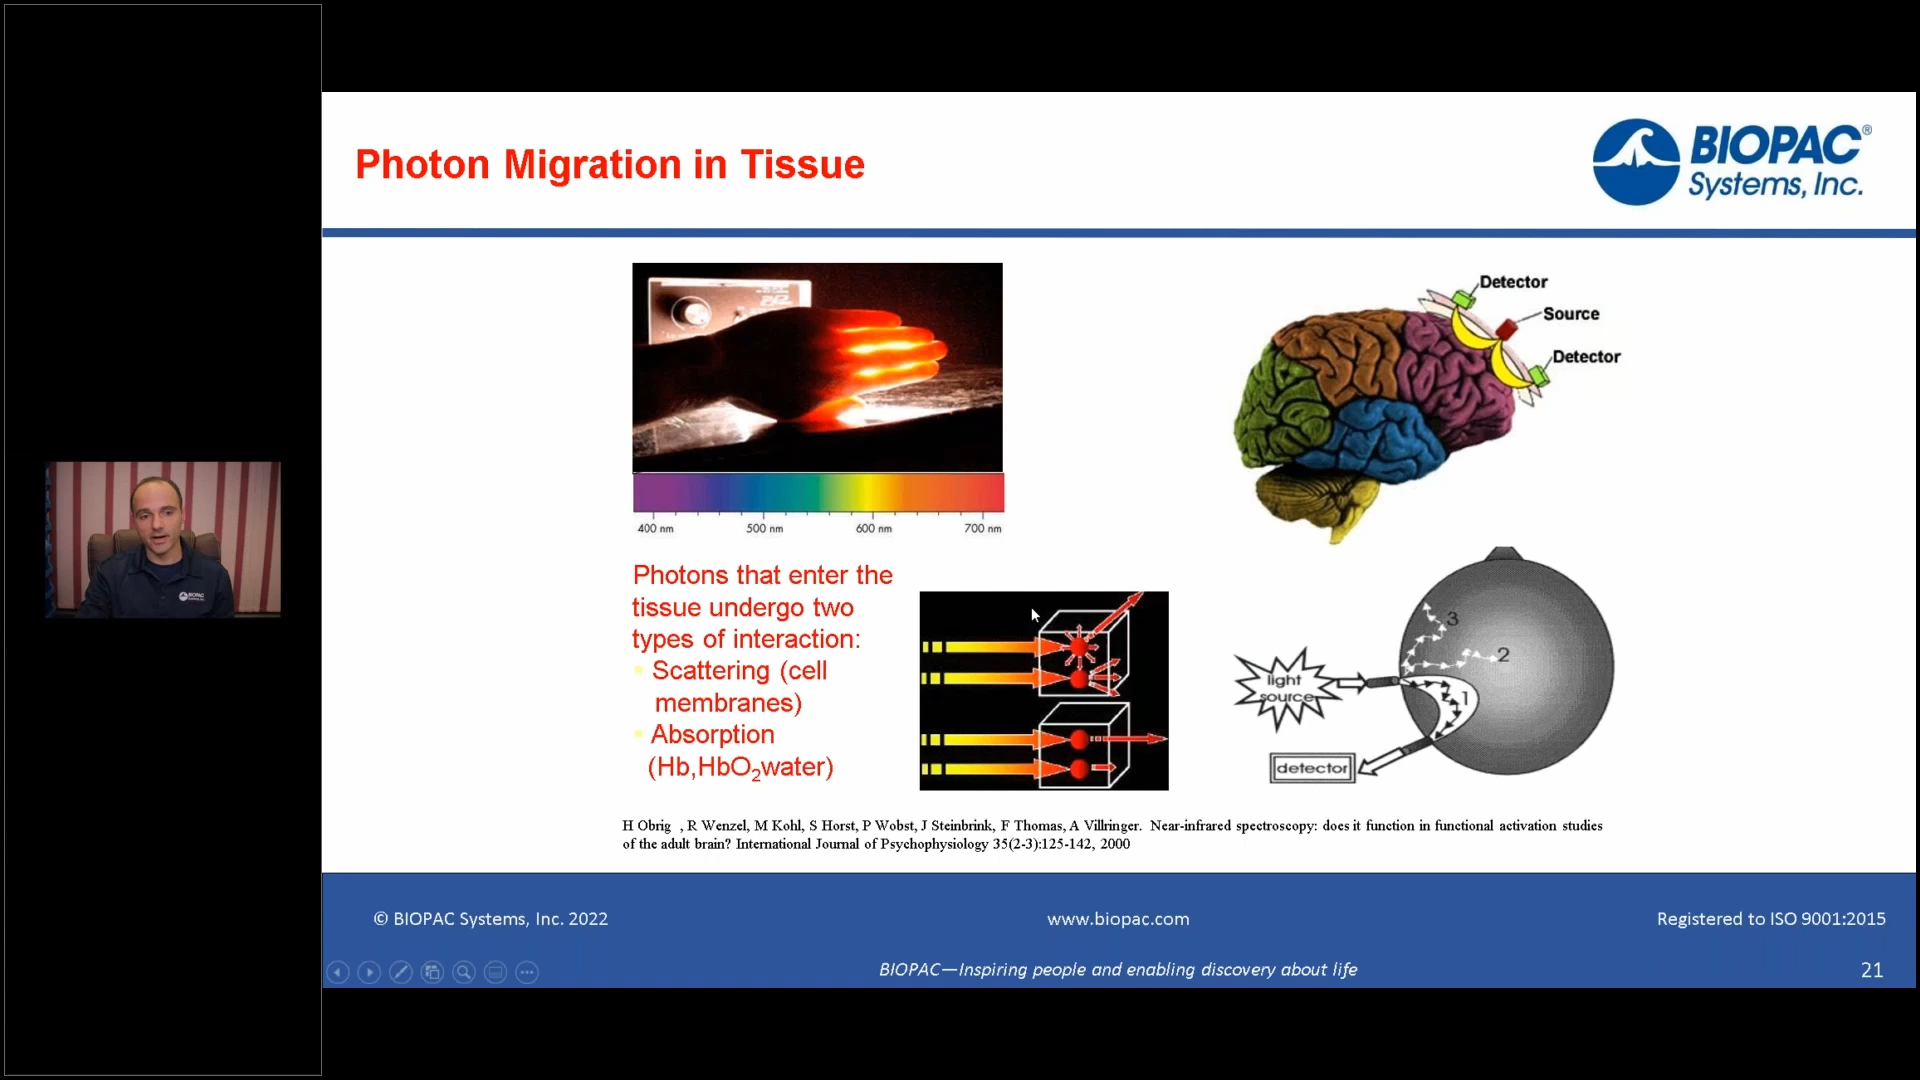 Photon Migration in Tissue
BIOPAC®
Systems, Inc.
Detector
Source
Detector
400 nm
500 nm
600 nm
700 nm
Photons that enter the
tissue undergo two
types of interaction:
Scattering (cell
membranes)
Absorption
(Hb,HbO₂water)
3
2
1
light
source
detector
H Obrig , R Wenzel, M Kohl, S Horst, P Wobst, J Steinbrink, F Thomas, A Villringer. Near-infrared spectroscopy: does it function in functional activation studies
of the adult brain? International Journal of Psychophysiology 35(2-3):125-142, 2000
© BIOPAC Systems, Inc. 2022
www.biopac.com
Registered to ISO 9001:2015
BIOPAC—Inspiring people and enabling discovery about life
21
BIOPAC